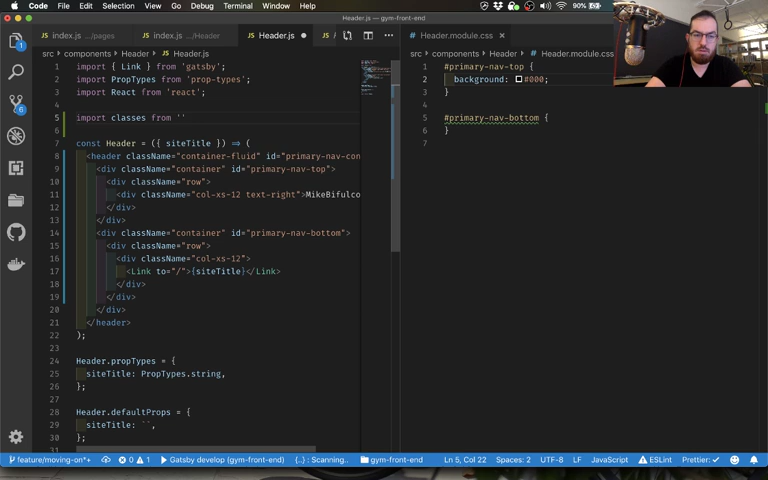 Code File Edit Selection View Go Debug Terminal Window Help 90%
Header.js — gym-front-end
index.js ../pages index.js .../Header Header.js Header.module.css
src > components > Header > Header.js
src > components > Header > Header.module.css
1 import { Link } from 'gatsby';
2 import PropTypes from 'prop-types';
3 import React from 'react';
4
5 import classes from ''
6
7 const Header = ({ siteTitle }) => (
8 <header className="container-fluid" id="primary-nav-con
9 <div className="container" id="primary-nav-top">
10 <div className="row">
11 <div className="col-xs-12 text-right">MikeBifulco
12 </div>
13 </div>
14 <div className="container" id="primary-nav-bottom">
15 <div className="row">
16 <div className="col-xs-12">
17 <Link to="/">{siteTitle}</Link>
18 </div>
19 </div>
20 </div>
21 </header>
22 );
23
24 Header.propTypes = {
25 siteTitle: PropTypes.string,
26 };
27
28 Header.defaultProps = {
29 siteTitle: ``,
30 };
1 #primary-nav-top {
2 background: #000;
3 }
4
5 #primary-nav-bottom {
6 }
7
1
6
feature/moving-on*+ 0 1 Gatsby develop (gym-front-end) {..} : Scanning.. gym-front-end Ln 5, Col 22 Spaces: 2 UTF-8 LF JavaScript ESLint Prettier: ✓